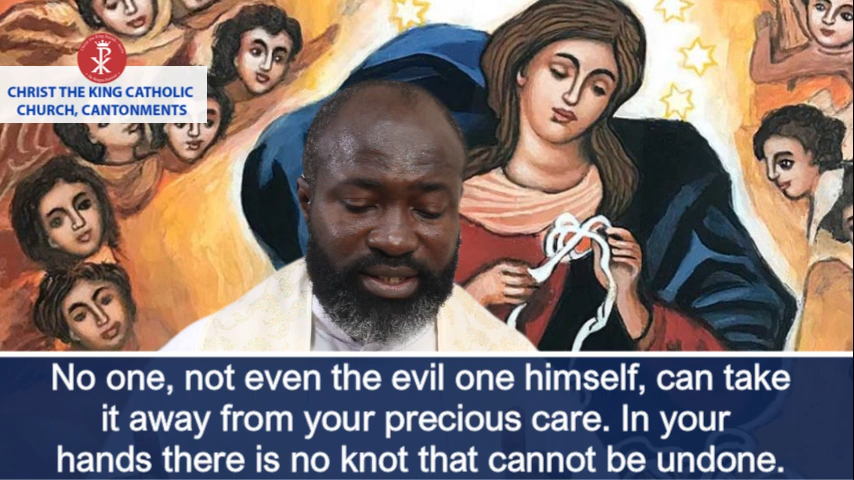 CHRIST THE KING CATHOLIC
CHURCH, CANTONMENTS
No one, not even the evil one himself, can take
it away from your precious care. In your
hands there is no knot that cannot be undone.